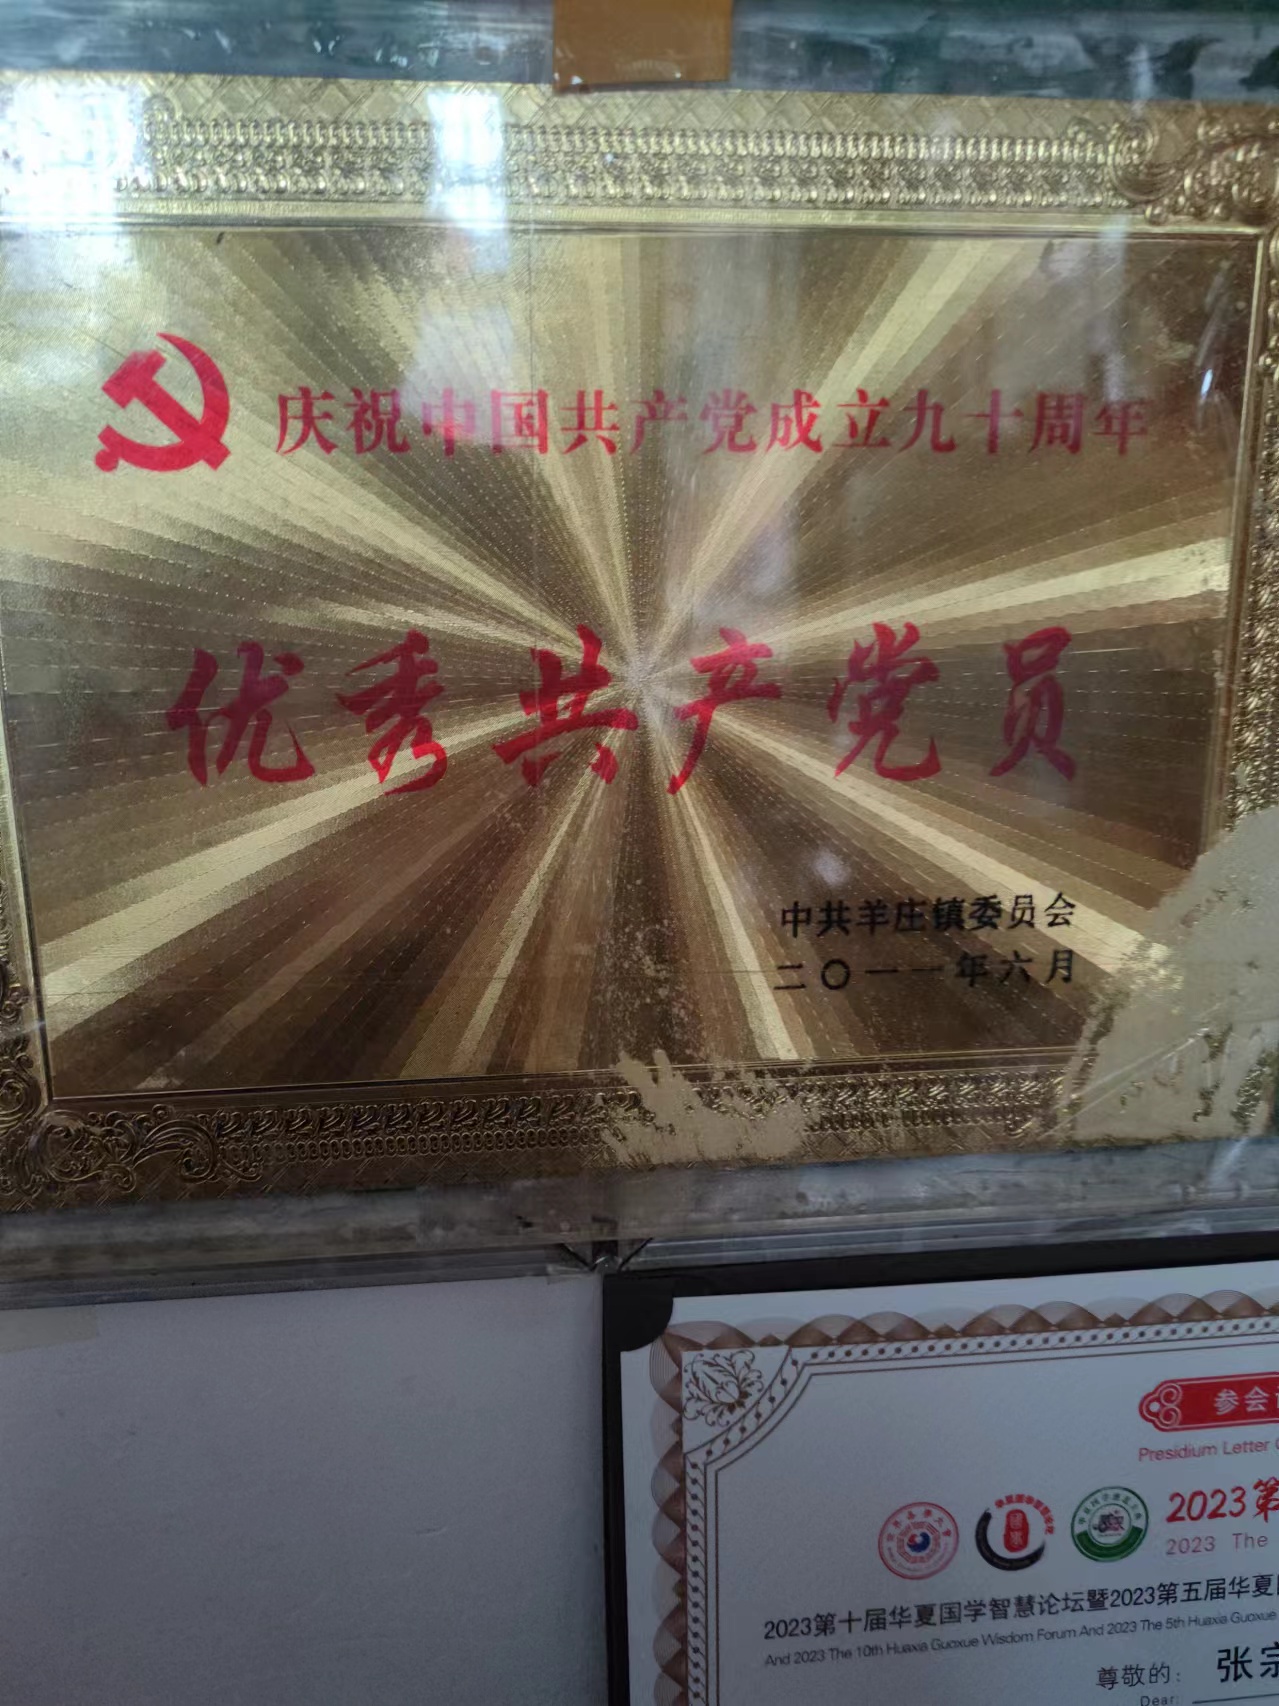 庆祝中国共产党成立九十周年
优秀共产党员
中共羊庄镇委员会
二〇一一年六月
参会
Presidium Letter
2023第
2023 The
2023第十届华夏国学智慧论坛暨2023第五届华夏
And 2023 The 10th Huaxia Guoxue Wisdom Forum And 2023 The 5th Huaxia Guoxue
尊敬的： 张宗
Dear: